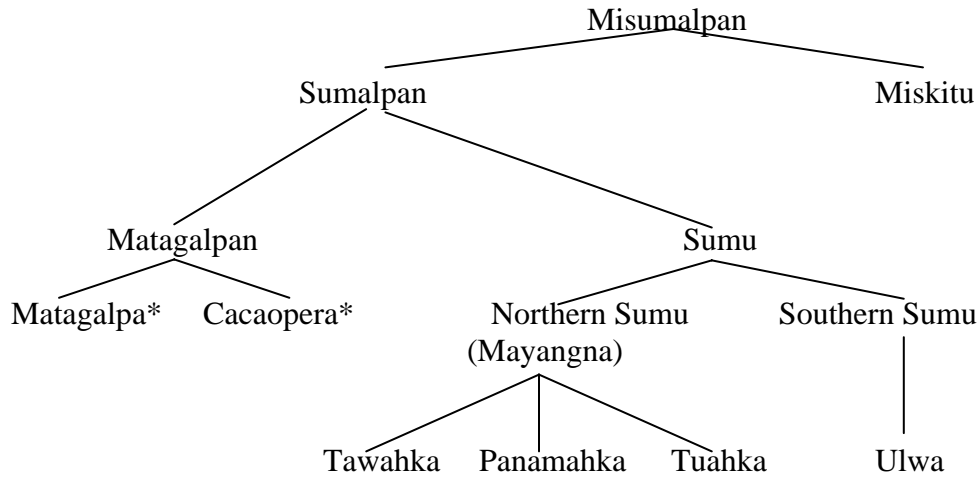 Misumalpan
Sumalpan Miskitu
Matagalpan Sumu
Matagalpa* Cacaopera* Northern Sumu Southern Sumu
(Mayangna)
Tawahka Panamahka Tuahka Ulwa